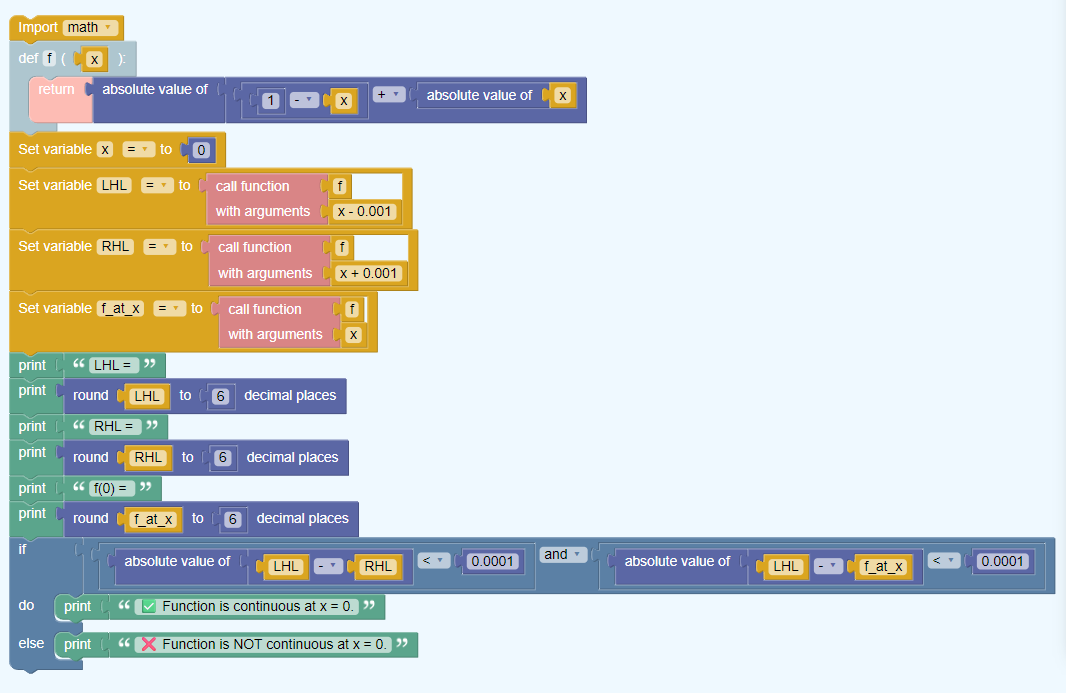 Import math
def f ( x ):
return absolute value of 1 - x + absolute value of x
Set variable x = to 0
Set variable LHL = to call function f
with arguments x - 0.001
Set variable RHL = to call function f
with arguments x + 0.001
Set variable f_at_x = to call function f
with arguments x
print “ LHL = ”
print round LHL to 6 decimal places
print “ RHL = ”
print round RHL to 6 decimal places
print “ f(0) = ”
print round f_at_x to 6 decimal places
if absolute value of LHL - RHL < 0.0001 and absolute value of LHL - f_at_x < 0.0001
do print “ ✅ Function is continuous at x = 0. ”
else print “ ❌ Function is NOT continuous at x = 0. ”